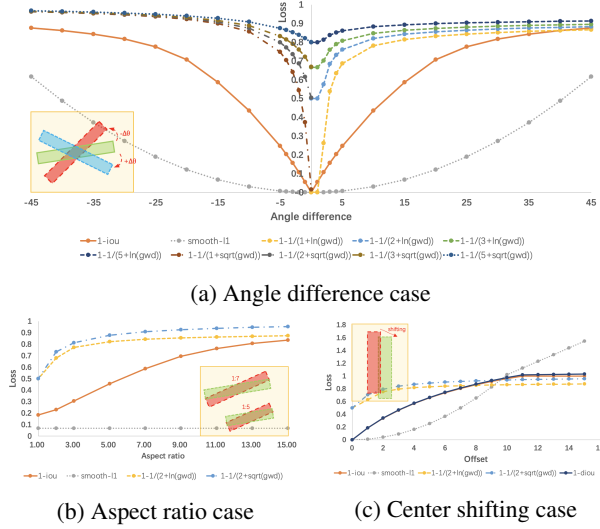 Loss
1
0.9
0.8
0.7
0.6
0.5
0.4
0.3
0.2
0.1
0
-Δθ
+Δθ
-45 -35 -25 -15 -5 5 15 25 35 45
Angle difference
1-iou smooth-l1 1-1/(1+ln(gwd)) 1-1/(2+ln(gwd)) 1-1/(3+ln(gwd))
1-1/(5+ln(gwd)) 1-1/(1+sqrt(gwd)) 1-1/(2+sqrt(gwd)) 1-1/(3+sqrt(gwd)) 1-1/(5+sqrt(gwd))
(a) Angle difference case
Loss
1
0.9
0.8
0.7
0.6
0.5
0.4
0.3
0.2
0.1
0
1:7
1:5
1.00 3.00 5.00 7.00 9.00 11.00 13.00 15.00
Aspect ratio
1-iou smooth-l1 1-1/(2+ln(gwd)) 1-1/(2+sqrt(gwd))
(b) Aspect ratio case
Loss
1.8
1.6
1.4
1.2
1.0
0.8
0.6
0.4
0.2
0
shifting
0 2 4 6 8 10 12 14
Offset
1-iou smooth-l1 1-1/(2+ln(gwd)) 1-1/(2+sqrt(gwd)) 1-diou
(c) Center shifting case